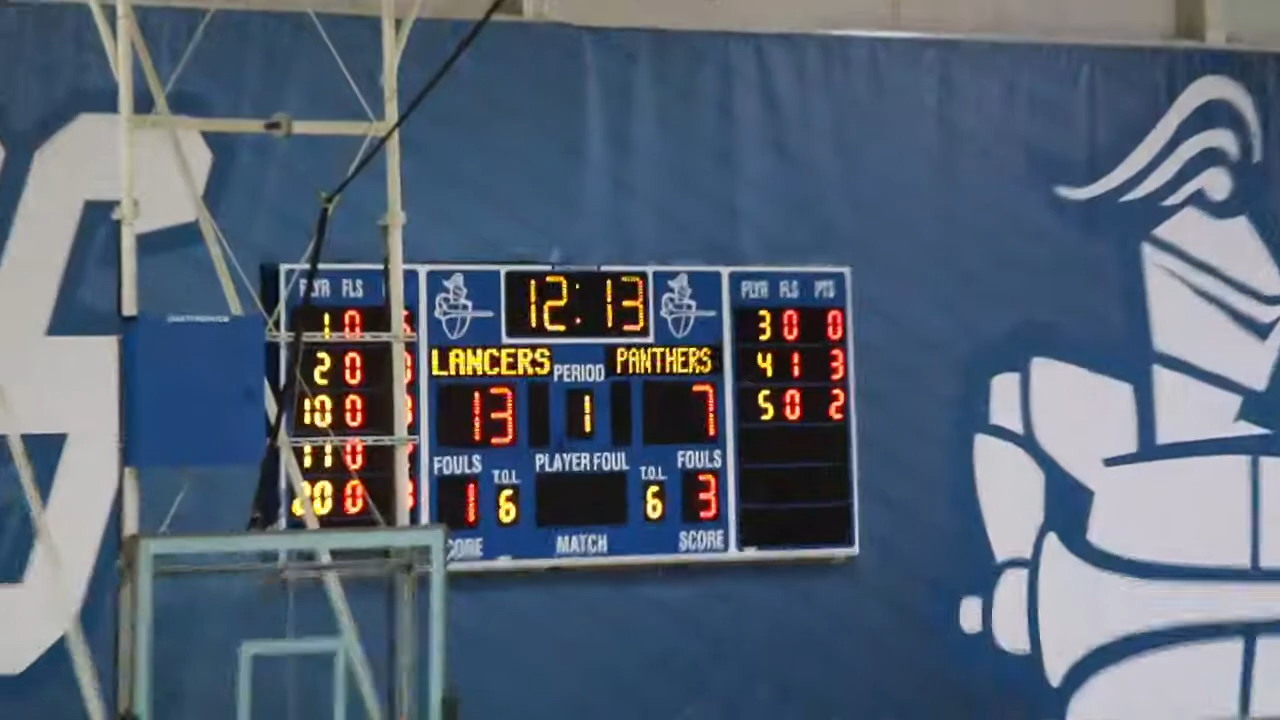 12:13
FLS
PLYR FLS PTS
1 0
3 0 0
LANCERS PERIOD PANTHERS
2 0
4 1 3
13 1 7
10 0
5 0 2
11 0
FOULS T.O.L. PLAYER FOUL T.O.L. FOULS
20 0
1 6 6 3
MATCH SCORE